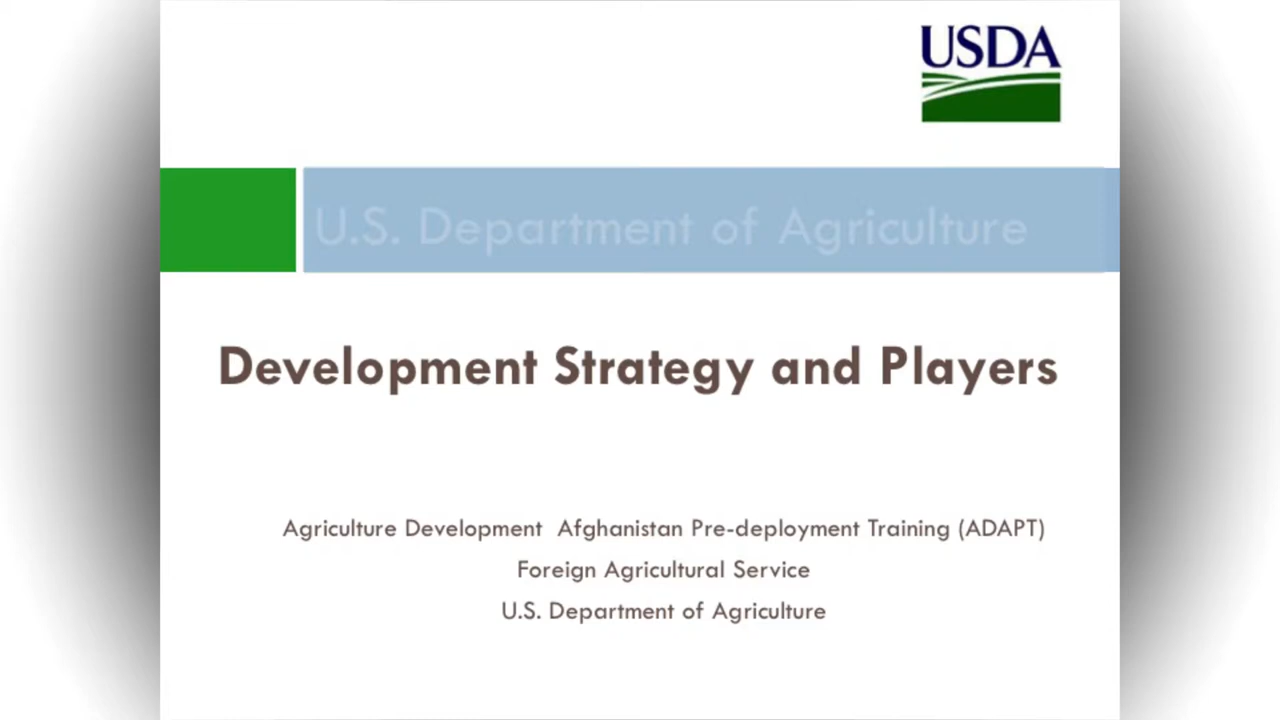 USDA
U.S. Department of Agriculture
Development Strategy and Players
Agriculture Development Afghanistan Pre-deployment Training (ADAPT)
Foreign Agricultural Service
U.S. Department of Agriculture